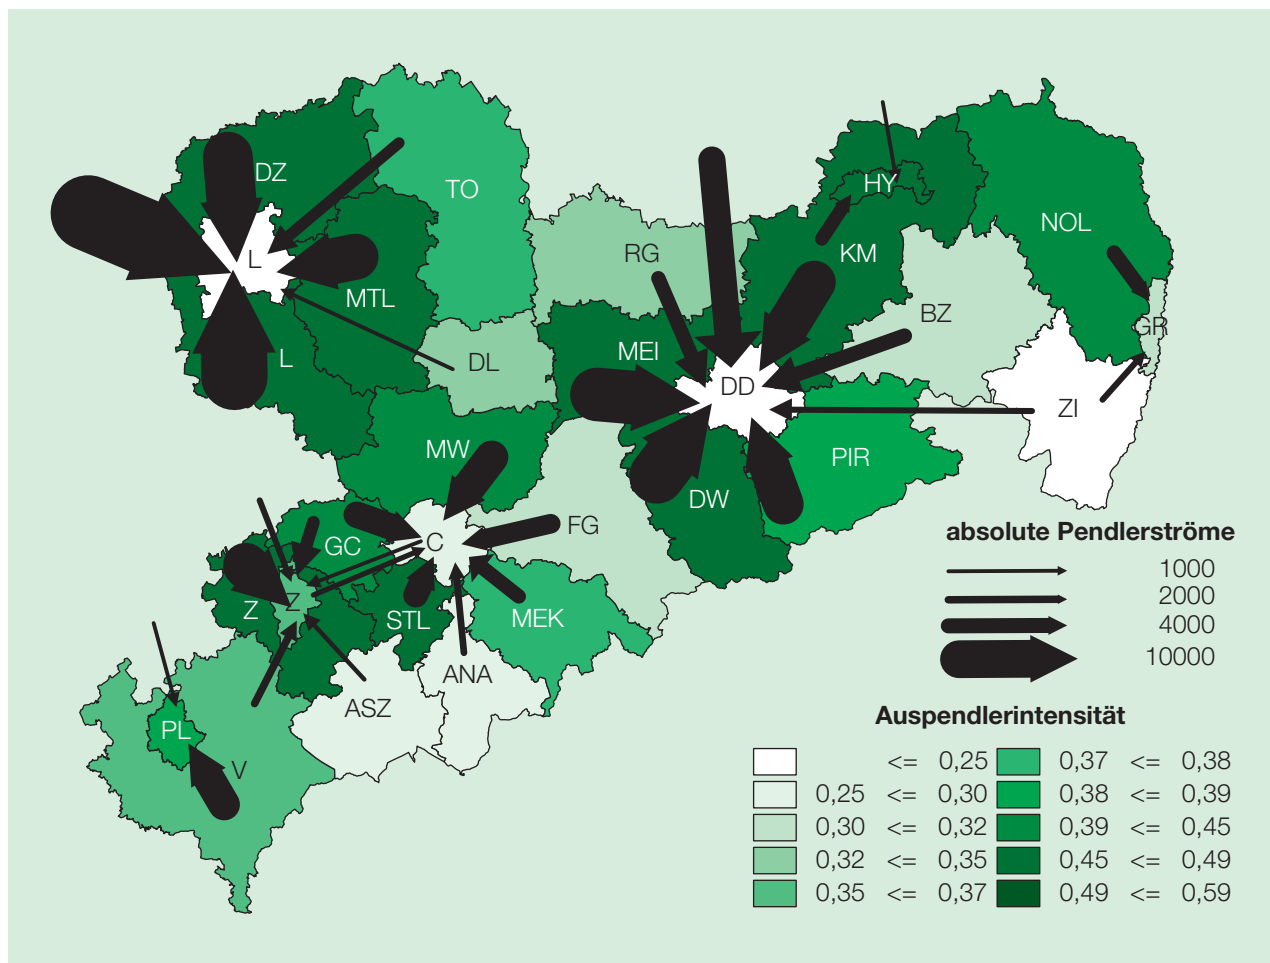 DZ
TO
HY
NOL
RG
KM
L
MTL
BZ
GR
MEI
L
DL
DD
ZI
MW
PIR
DW
FG
C
GC
Z
Z
STL
MEK
ANA
ASZ
PL
V
absolute Pendlerströme
1000
2000
4000
10000
Auspendlerintensität
<= 0,25 0,37 <= 0,38
0,25 <= 0,30 0,38 <= 0,39
0,30 <= 0,32 0,39 <= 0,45
0,32 <= 0,35 0,45 <= 0,49
0,35 <= 0,37 0,49 <= 0,59